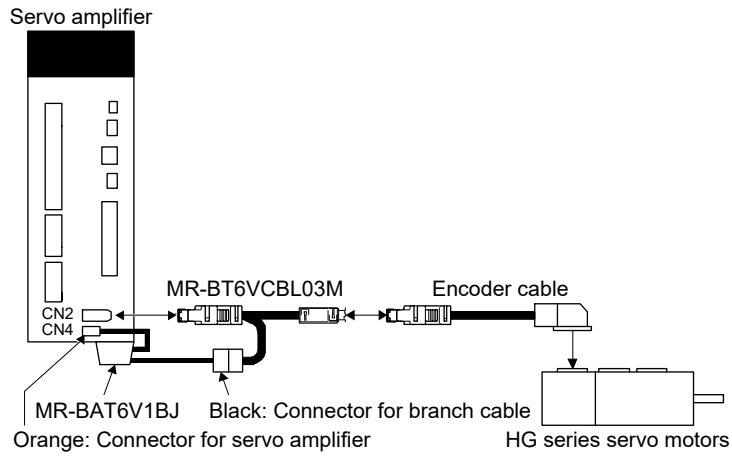 Servo amplifier
MR-BT6VCBL03M
Encoder cable
CN2
CN4
MR-BAT6V1BJ
Black: Connector for branch cable
Orange: Connector for servo amplifier
HG series servo motors